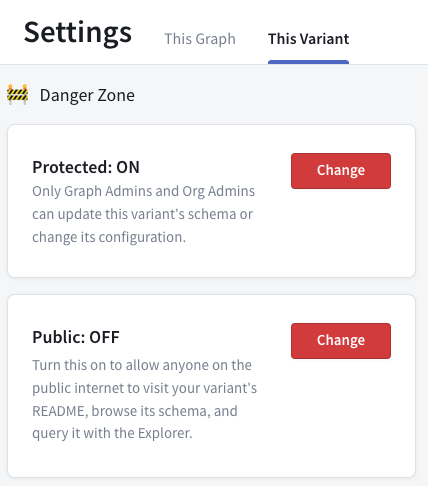 Settings
This Graph
This Variant
Danger Zone
Protected: ON
Change
Only Graph Admins and Org Admins
can update this variant's schema or
change its configuration.
Public: OFF
Change
Turn this on to allow anyone on the
public internet to visit your variant's
README, browse its schema, and
query it with the Explorer.